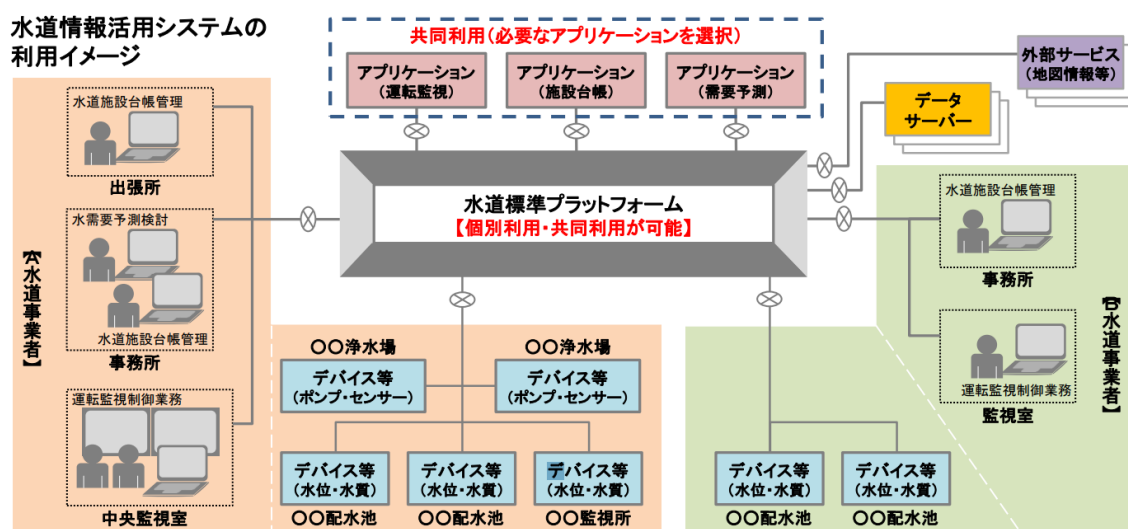 水道情報活用システムの
利用イメージ
共同利用(必要なアプリケーションを選択)
アプリケーション
(運転監視)
アプリケーション
(施設台帳)
アプリケーション
(需要予測)
外部サービス
(地図情報等)
データ
サーバー
水道標準プラットフォーム
【個別利用・共同利用が可能】
【A水道事業者】
水道施設台帳管理
出張所
水需要予測検討
水道施設台帳管理
事務所
運転監視制御業務
中央監視室
〇〇浄水場
デバイス等
(ポンプ・センサー)
〇〇浄水場
デバイス等
(ポンプ・センサー)
デバイス等
(水位・水質)
〇〇配水池
デバイス等
(水位・水質)
〇〇配水池
デバイス等
(水位・水質)
〇〇監視所
デバイス等
(水位・水質)
〇〇配水池
デバイス等
(水位・水質)
〇〇配水池
水道施設台帳管理
事務所
運転監視制御業務
監視室
【B水道事業者】